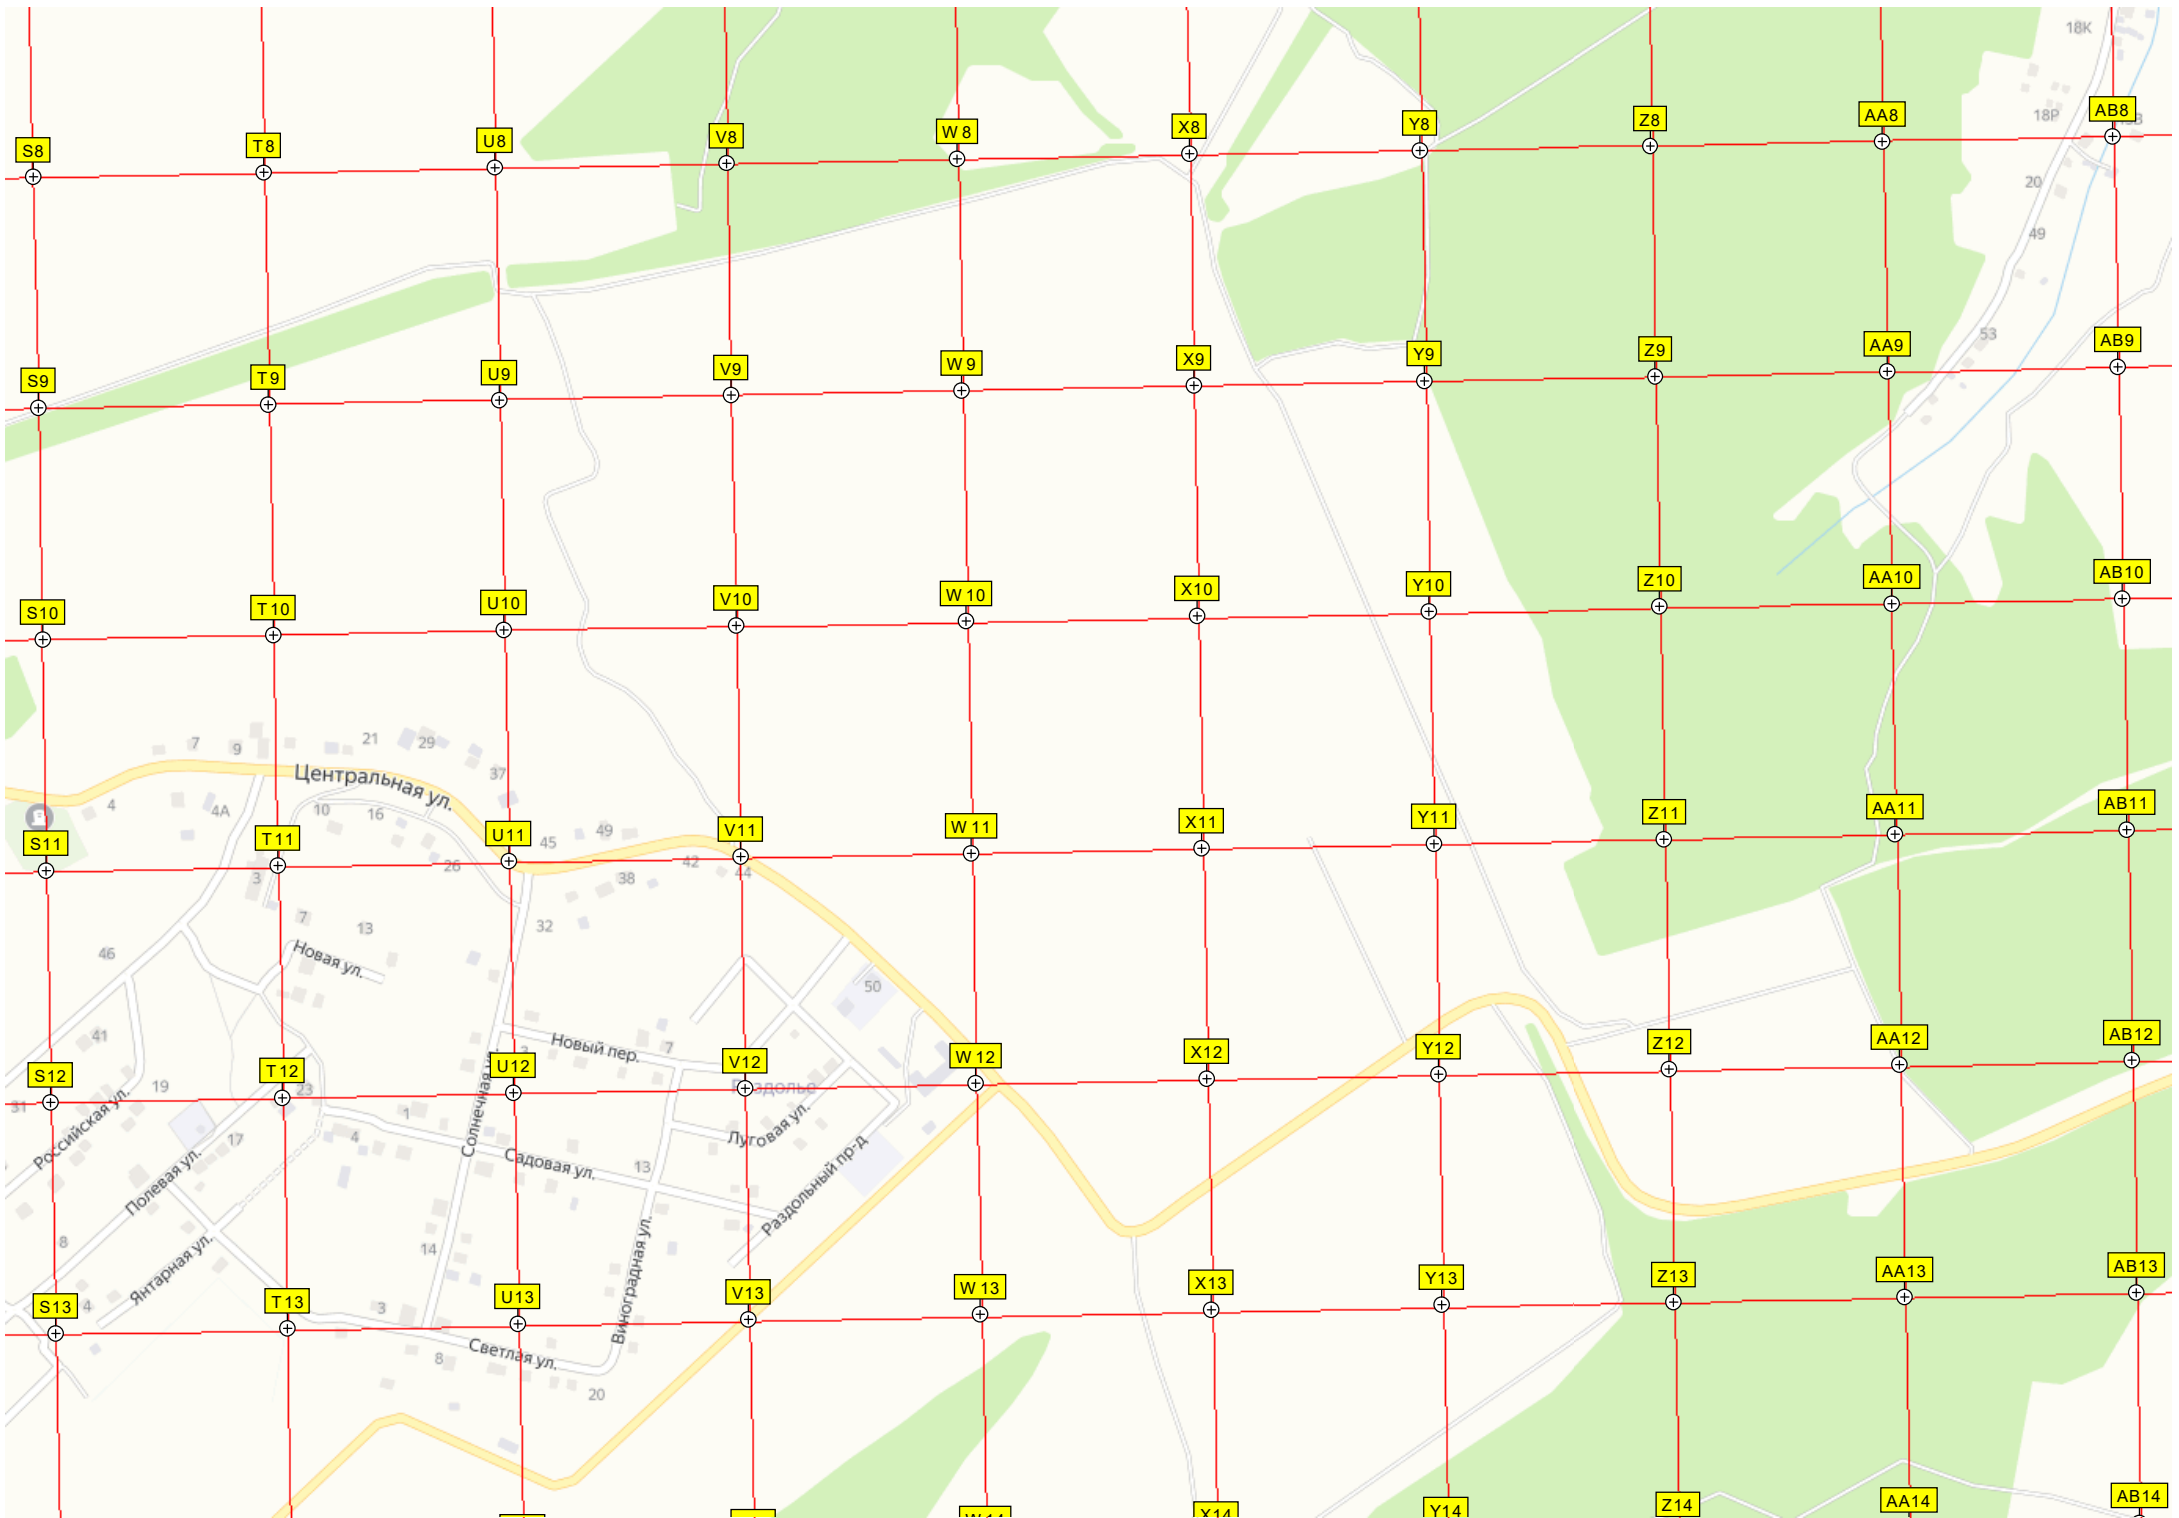 18K
AB8
AA8
Z8
Y8
X8
W8
V8
U8
T8
S8
18P
20
49
53
AB9
AA9
Z9
Y9
X9
W9
V9
U9
T9
S9
AB10
AA10
Z10
Y10
X10
W10
V10
U10
T10
S10
7
9
21
29
37
Центральная ул.
4
4А
10
16
26
45
49
42
44
38
AB11
AA11
Z11
Y11
X11
W11
V11
U11
T11
S11
3
7
13
32
46
Новая ул.
50
41
Новый пер.
7
AB12
AA12
Z12
Y12
X12
W12
V12
U12
T12
S12
31
19
23
17
1
4
Российская ул.
Полевая ул.
Солнечная ул.
Садовая ул.
Луговая ул.
Раздольный пр-д
13
8
14
Янтарная ул.
Виноградная ул.
AB13
AA13
Z13
Y13
X13
W13
V13
U13
T13
S13
4
3
Светлая ул.
8
20
AB14
AA14
Z14
Y14
X14
W14